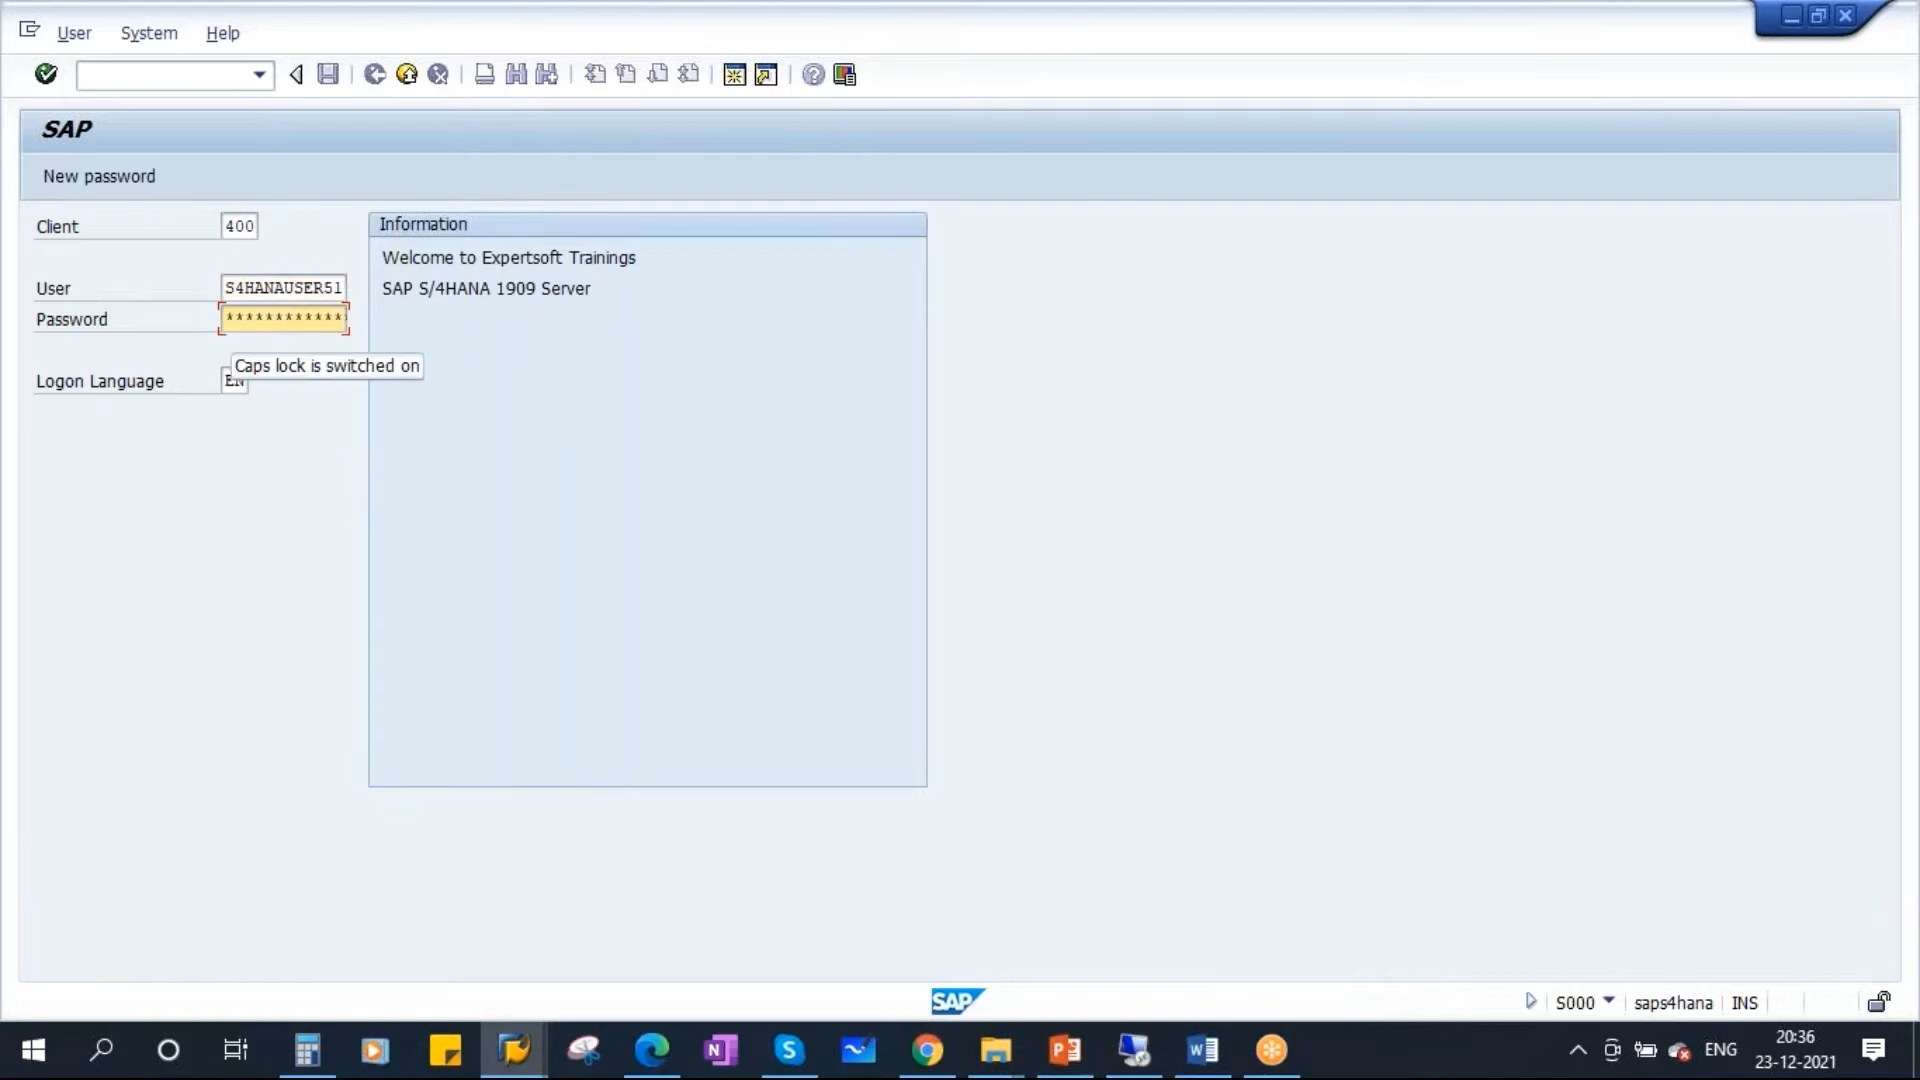 User System Help
SAP
New password
Client 400
Information
Welcome to Expertsoft Trainings
User S4HANAUSER51
SAP S/4HANA 1909 Server
Password ************
Caps lock is switched on
Logon Language EN
SAP
S000 saps4hana INS
ENG
20:36
23-12-2021